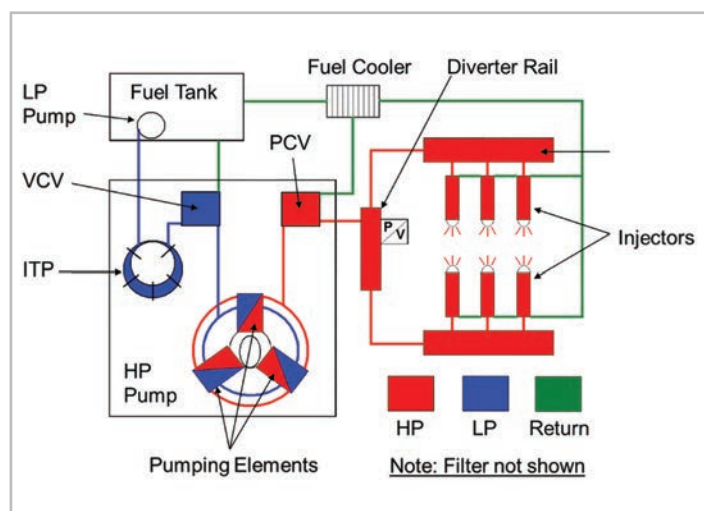 Fuel Cooler
Diverter Rail
LP
Pump
Fuel Tank
PCV
VCV
P
V
Injectors
ITP
HP
Pump
HP
LP
Return
Pumping Elements
Note: Filter not shown